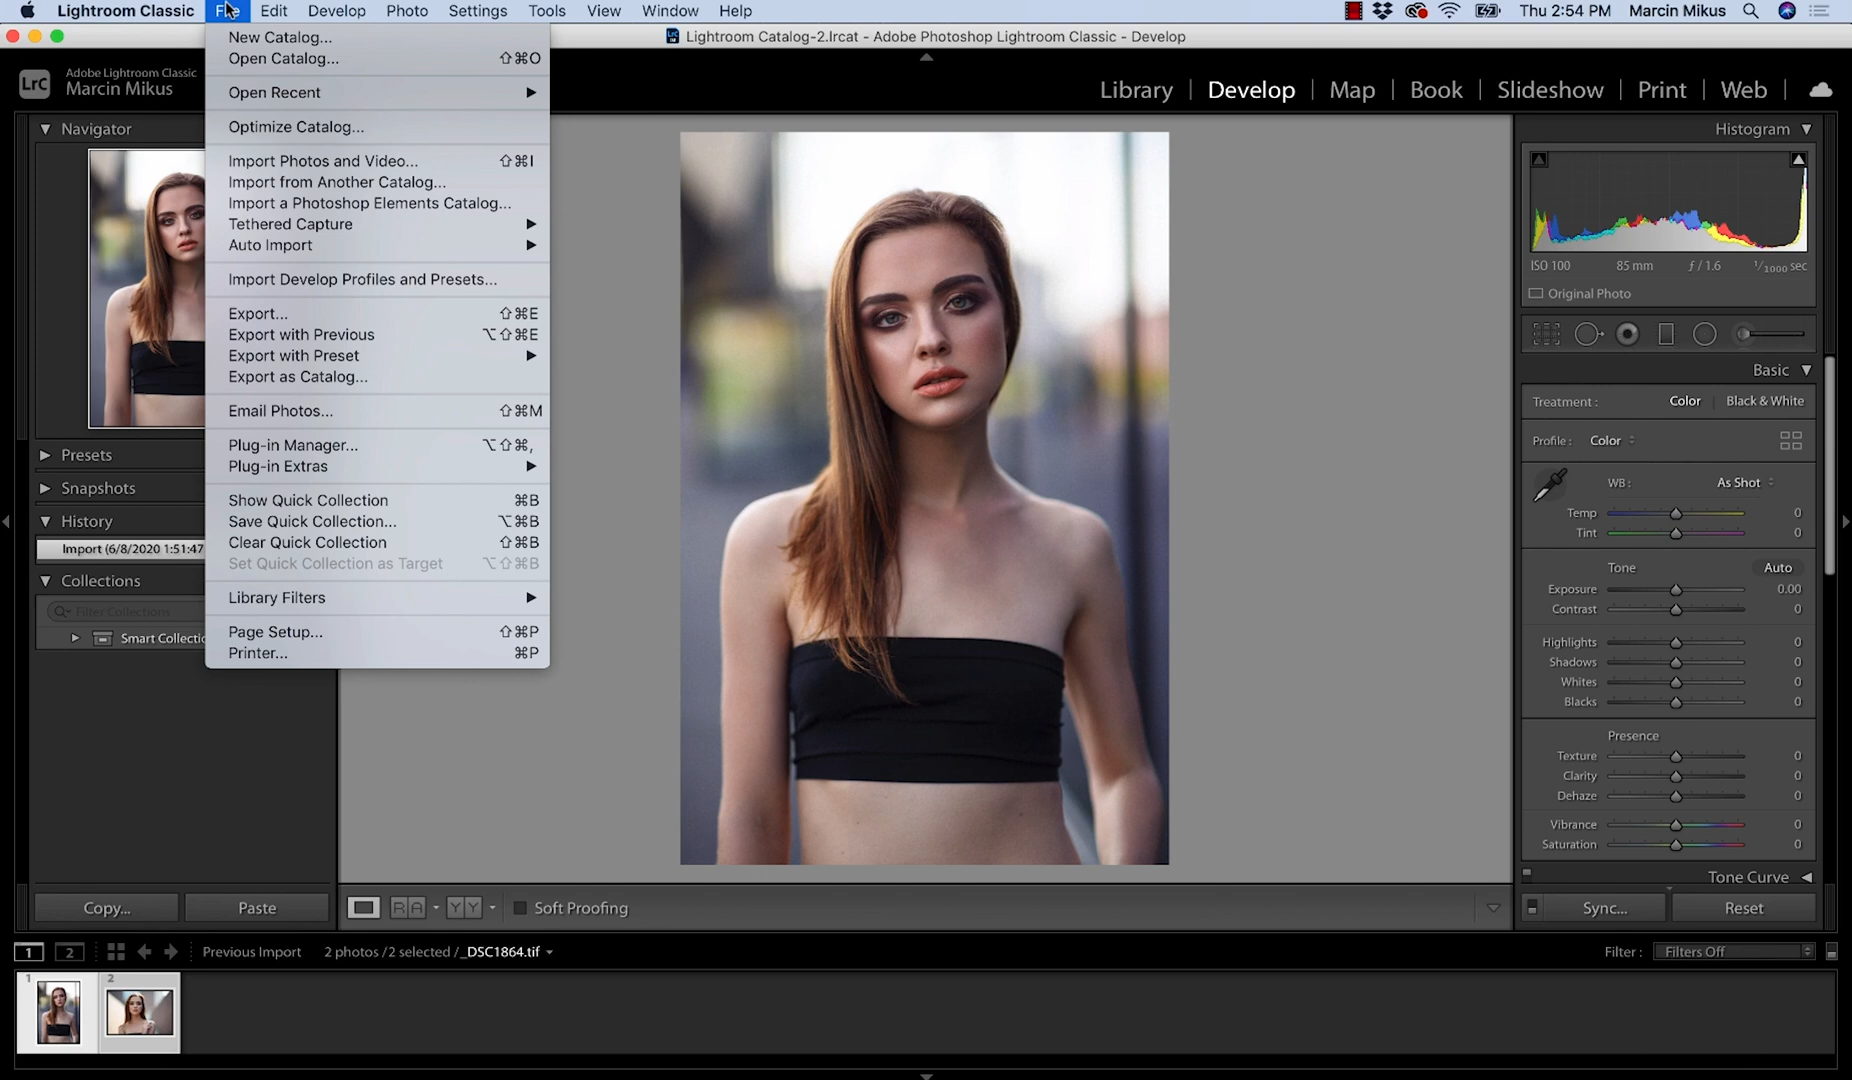 Lightroom Classic File Edit Develop Photo Settings Tools View Window Help Thu 2:54 PM Marcin Mikus
Lightroom Catalog-2.lrcat - Adobe Photoshop Lightroom Classic - Develop
LrC Adobe Lightroom Classic
Marcin Mikus
Library | Develop | Map | Book | Slideshow | Print | Web |
Navigator
New Catalog...
Open Catalog... ⇧⌘O
Open Recent
Optimize Catalog...
Import Photos and Video... ⇧⌘I
Import from Another Catalog...
Import a Photoshop Elements Catalog...
Tethered Capture
Auto Import
Import Develop Profiles and Presets...
Export... ⇧⌘E
Export with Previous ⌥⇧⌘E
Export with Preset
Export as Catalog...
Email Photos... ⇧⌘M
Plug-in Manager... ⌥⇧⌘,
Plug-in Extras
Show Quick Collection ⌘B
Save Quick Collection... ⌥⌘B
Clear Quick Collection ⇧⌘B
Set Quick Collection as Target ⌥⇧⌘B
Library Filters
Page Setup... ⇧⌘P
Printer... ⌘P
Presets
Snapshots
History
Import (6/8/2020 1:51:47
Collections
Filter Collections
Smart Collectio
Copy... Paste
R A Y Y Soft Proofing
Histogram
ISO 100 85 mm ƒ / 1.6 1/1000 sec
Original Photo
Basic
Treatment : Color | Black & White
Profile : Color
WB : As Shot
Temp 0
Tint 0
Tone Auto
Exposure 0.00
Contrast 0
Highlights 0
Shadows 0
Whites 0
Blacks 0
Presence
Texture 0
Clarity 0
Dehaze 0
Vibrance 0
Saturation 0
Tone Curve
Sync... Reset
1 2 Previous Import 2 photos /2 selected /_DSC1864.tif Filter : Filters Off
1 2